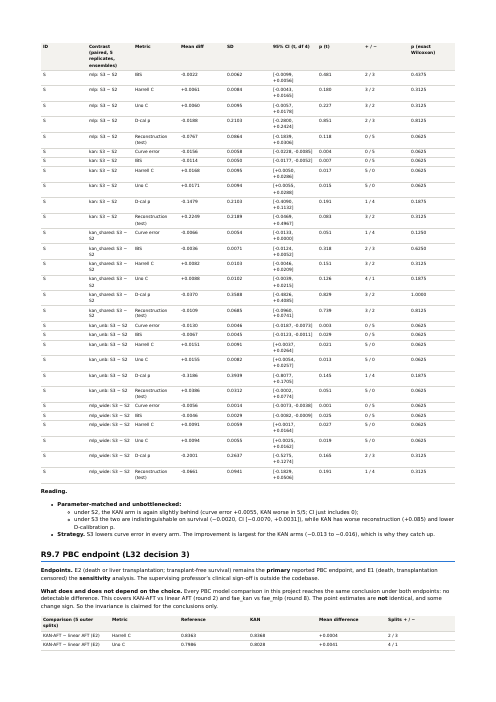 ID Contrast (paired, 5 replicates, ensembles) Metric Mean diff SD 95% CI (t, df 4) p (t) + / − p (exact Wilcoxon)
S mlp: S3 − S2 BIS -0.0022 0.0062 [-0.0099, +0.0056] 0.481 2 / 3 0.4375
S mlp: S3 − S2 Harrell C +0.0061 0.0084 [-0.0043, +0.0165] 0.180 3 / 2 0.3125
S mlp: S3 − S2 Uno C +0.0060 0.0095 [-0.0057, +0.0178] 0.227 3 / 2 0.3125
S mlp: S3 − S2 D-cal p -0.0188 0.2103 [-0.2800, +0.2424] 0.851 2 / 3 0.8125
S mlp: S3 − S2 Reconstruction (test) -0.0767 0.0864 [-0.1839, +0.0306] 0.118 0 / 5 0.0625
S kan: S3 − S2 Curve error -0.0156 0.0058 [-0.0228, -0.0085] 0.004 0 / 5 0.0625
S kan: S3 − S2 BIS -0.0114 0.0050 [-0.0177, -0.0052] 0.007 0 / 5 0.0625
S kan: S3 − S2 Harrell C +0.0168 0.0095 [+0.0050, +0.0286] 0.017 5 / 0 0.0625
S kan: S3 − S2 Uno C +0.0171 0.0094 [+0.0055, +0.0288] 0.015 5 / 0 0.0625
S kan: S3 − S2 D-cal p -0.1479 0.2103 [-0.4090, +0.1132] 0.191 1 / 4 0.1875
S kan: S3 − S2 Reconstruction (test) +0.2249 0.2189 [-0.0469, +0.4967] 0.083 3 / 2 0.3125
S kan_shared: S3 − S2 Curve error -0.0066 0.0054 [-0.0133, +0.0000] 0.051 1 / 4 0.1250
S kan_shared: S3 − S2 BIS -0.0036 0.0071 [-0.0124, +0.0052] 0.318 2 / 3 0.6250
S kan_shared: S3 − S2 Harrell C +0.0082 0.0103 [-0.0046, +0.0209] 0.151 3 / 2 0.3125
S kan_shared: S3 − S2 Uno C +0.0088 0.0102 [-0.0039, +0.0215] 0.126 4 / 1 0.1875
S kan_shared: S3 − S2 D-cal p -0.0370 0.3588 [-0.4826, +0.4085] 0.829 3 / 2 1.0000
S kan_shared: S3 − S2 Reconstruction (test) -0.0109 0.0685 [-0.0960, +0.0741] 0.739 3 / 2 0.8125
S kan_unb: S3 − S2 Curve error -0.0130 0.0046 [-0.0187, -0.0073] 0.003 0 / 5 0.0625
S kan_unb: S3 − S2 BIS -0.0067 0.0045 [-0.0123, -0.0011] 0.029 0 / 5 0.0625
S kan_unb: S3 − S2 Harrell C +0.0151 0.0091 [+0.0037, +0.0264] 0.021 5 / 0 0.0625
S kan_unb: S3 − S2 Uno C +0.0155 0.0082 [+0.0054, +0.0257] 0.013 5 / 0 0.0625
S kan_unb: S3 − S2 D-cal p -0.3186 0.3939 [-0.8077, +0.1705] 0.145 1 / 4 0.1875
S kan_unb: S3 − S2 Reconstruction (test) +0.0386 0.0312 [-0.0002, +0.0774] 0.051 5 / 0 0.0625
S mlp_wide: S3 − S2 Curve error -0.0056 0.0014 [-0.0073, -0.0038] 0.001 0 / 5 0.0625
S mlp_wide: S3 − S2 BIS -0.0046 0.0029 [-0.0082, -0.0009] 0.025 0 / 5 0.0625
S mlp_wide: S3 − S2 Harrell C +0.0091 0.0059 [+0.0017, +0.0164] 0.027 5 / 0 0.0625
S mlp_wide: S3 − S2 Uno C +0.0094 0.0055 [+0.0025, +0.0162] 0.019 5 / 0 0.0625
S mlp_wide: S3 − S2 D-cal p -0.2001 0.2637 [-0.5275, +0.1274] 0.165 2 / 3 0.3125
S mlp_wide: S3 − S2 Reconstruction (test) -0.0661 0.0941 [-0.1829, +0.0506] 0.191 1 / 4 0.3125
Reading.
• Parameter-matched and unbottlenecked:
◦ under S2, the KAN arm is again slightly behind (curve error +0.0055, KAN worse in 5/5; CI just includes 0);
◦ under S3 the two are indistinguishable on survival (−0.0020, CI [−0.0070, +0.0031]), while KAN has worse reconstruction (+0.085) and lower D-calibration p.
• Strategy. S3 lowers curve error in every arm. The improvement is largest for the KAN arms (−0.013 to −0.016), which is why they catch up.
R9.7 PBC endpoint (L32 decision 3)
Endpoints. E2 (death or liver transplantation; transplant-free survival) remains the primary reported PBC endpoint, and E1 (death, transplantation censored) the sensitivity analysis. The supervising professor's clinical sign-off is outside the codebase.
What does and does not depend on the choice. Every PBC model comparison in this project reaches the same conclusion under both endpoints: no detectable difference. This covers KAN-AFT vs linear AFT (round 2) and fae_kan vs fae_mlp (round 8). The point estimates are not identical, and some change sign. So the invariance is claimed for the conclusions only.
Comparison (5 outer splits) Metric Reference KAN Mean difference Splits + / −
KAN-AFT − linear AFT (E2) Harrell C 0.8363 0.8368 +0.0004 2 / 3
KAN-AFT − linear AFT (E2) Uno C 0.7986 0.8028 +0.0041 4 / 1